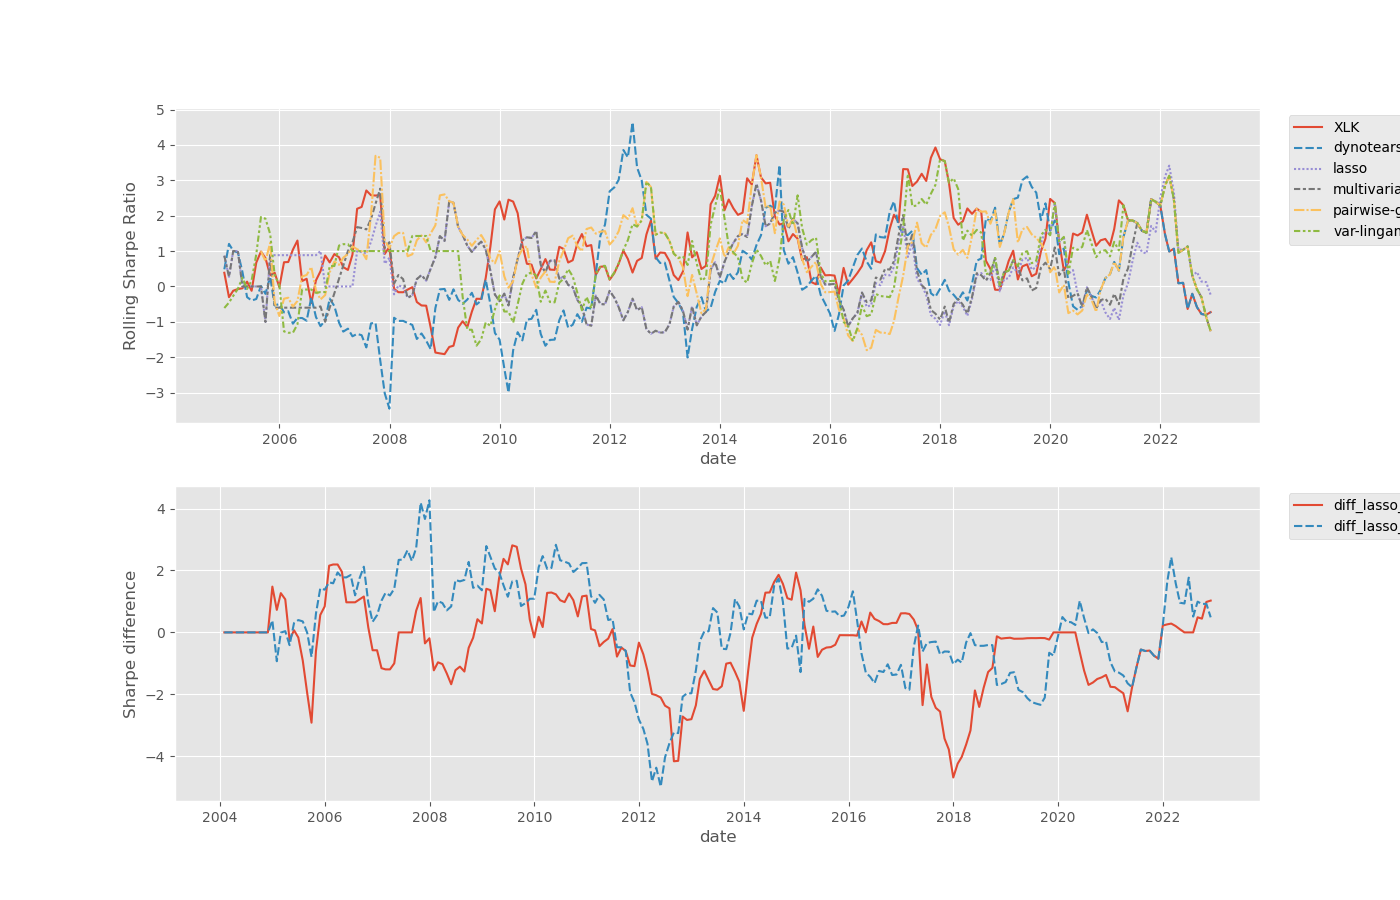 5
4
3
2
1
0
−1
−2
−3
Rolling Sharpe Ratio
2006 2008 2010 2012 2014 2016 2018 2020 2022
date
XLK
dynotears
lasso
multivaria
pairwise-g
var-lingam
4
2
0
−2
−4
Sharpe difference
2004 2006 2008 2010 2012 2014 2016 2018 2020 2022
date
diff_lasso_
diff_lasso_